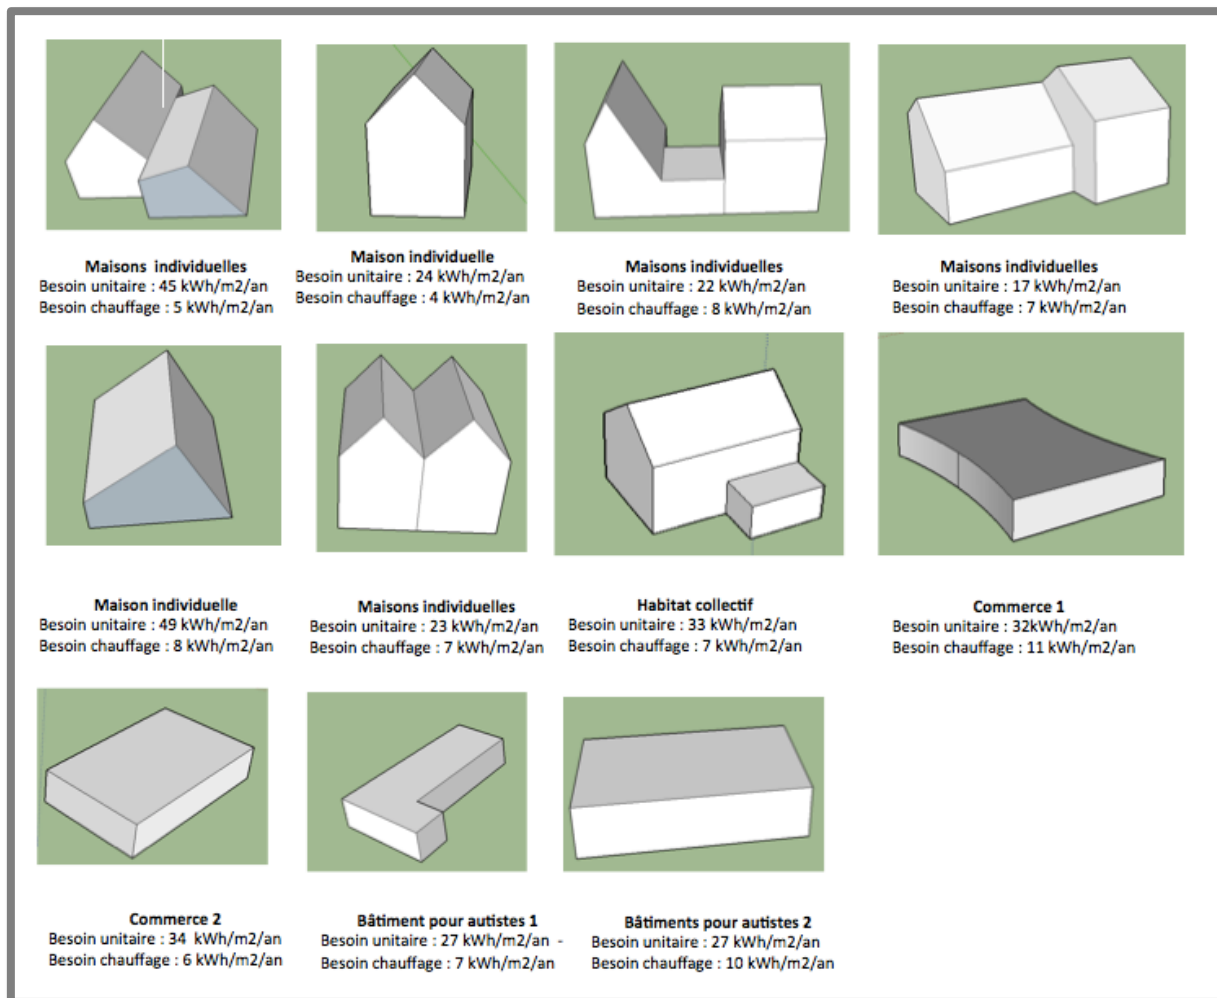 Maisons  individuelles
Besoin unitaire : 45 kWh/m2/an
Besoin chauffage : 5 kWh/m2/an
Maison individuelle
Besoin unitaire : 24 kWh/m2/an
Besoin chauffage : 4 kWh/m2/an
Maisons individuelles
Besoin unitaire : 22 kWh/m2/an
Besoin chauffage : 8 kWh/m2/an
Maisons individuelles
Besoin unitaire : 17 kWh/m2/an
Besoin chauffage : 7 kWh/m2/an
Maison individuelle
Besoin unitaire : 49 kWh/m2/an
Besoin chauffage : 8 kWh/m2/an
Maisons individuelles
Besoin unitaire : 23 kWh/m2/an
Besoin chauffage : 7 kWh/m2/an
Habitat collectif
Besoin unitaire : 33 kWh/m2/an
Besoin chauffage : 7 kWh/m2/an
Commerce 1
Besoin unitaire : 32kWh/m2/an
Besoin chauffage : 11 kWh/m2/an
Commerce 2
Besoin unitaire : 34  kWh/m2/an
Besoin chauffage : 6 kWh/m2/an
Bâtiment pour autistes 1
Besoin unitaire : 27 kWh/m2/an  -
Besoin chauffage : 7 kWh/m2/an
Bâtiments pour autistes 2
Besoin unitaire : 27 kWh/m2/an
Besoin chauffage : 10 kWh/m2/an